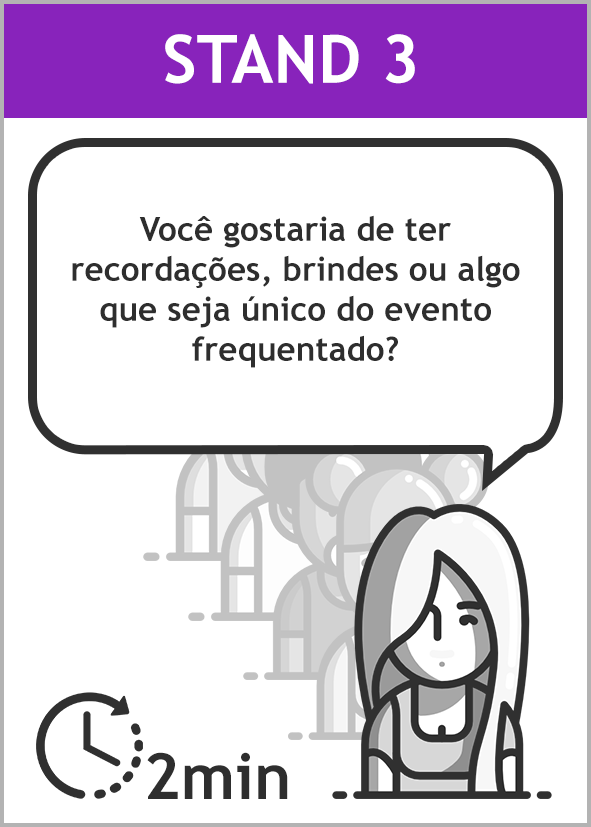 STAND 3
Você gostaria de ter
recordações, brindes ou algo
que seja único do evento
frequentado?
2min